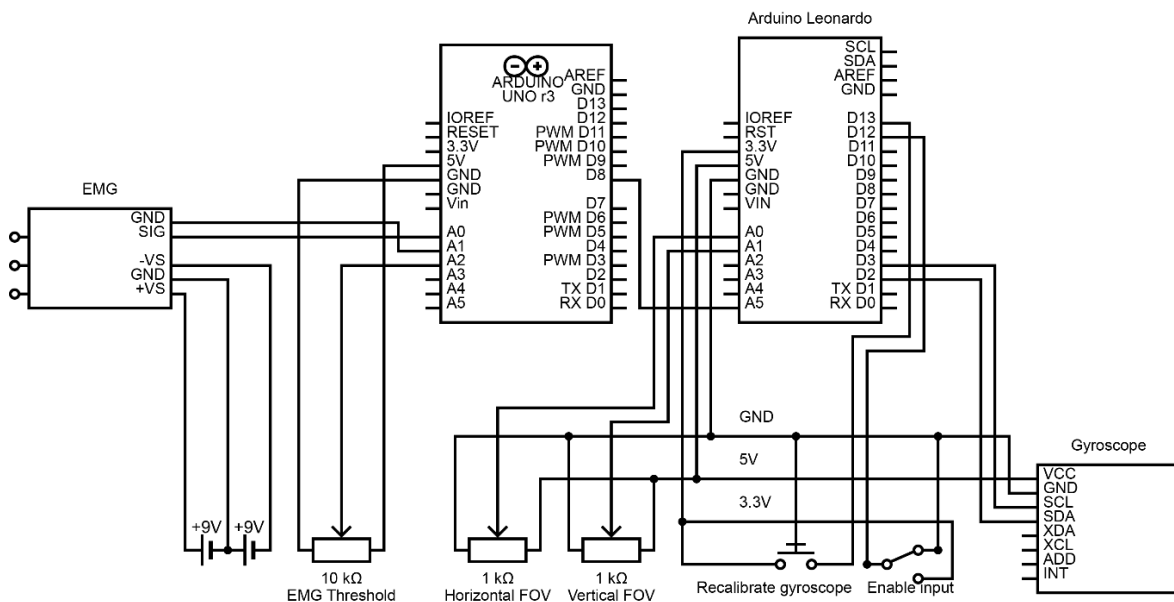 Arduino Leonardo
ARDUINO
UNO r3
AREF
GND
D13
D12
PWM D11
PWM D10
PWM D9
D8
D7
PWM D6
PWM D5
D4
PWM D3
D2
TX D1
RX D0
IOREF
RESET
3.3V
5V
GND
GND
Vin
A0
A1
A2
A3
A4
A5
SCL
SDA
AREF
GND
D13
D12
D11
D10
D9
D8
D7
D6
D5
D4
D3
D2
TX D1
RX D0
IOREF
RST
3.3V
5V
GND
GND
VIN
A0
A1
A2
A3
A4
A5
EMG
GND
SIG
-VS
GND
+VS
GND
5V
3.3V
Gyroscope
VCC
GND
SCL
SDA
XDA
XCL
ADD
INT
+9V
+9V
10 kΩ
EMG Threshold
1 kΩ
Horizontal FOV
1 kΩ
Vertical FOV
Recalibrate gyroscope
Enable input